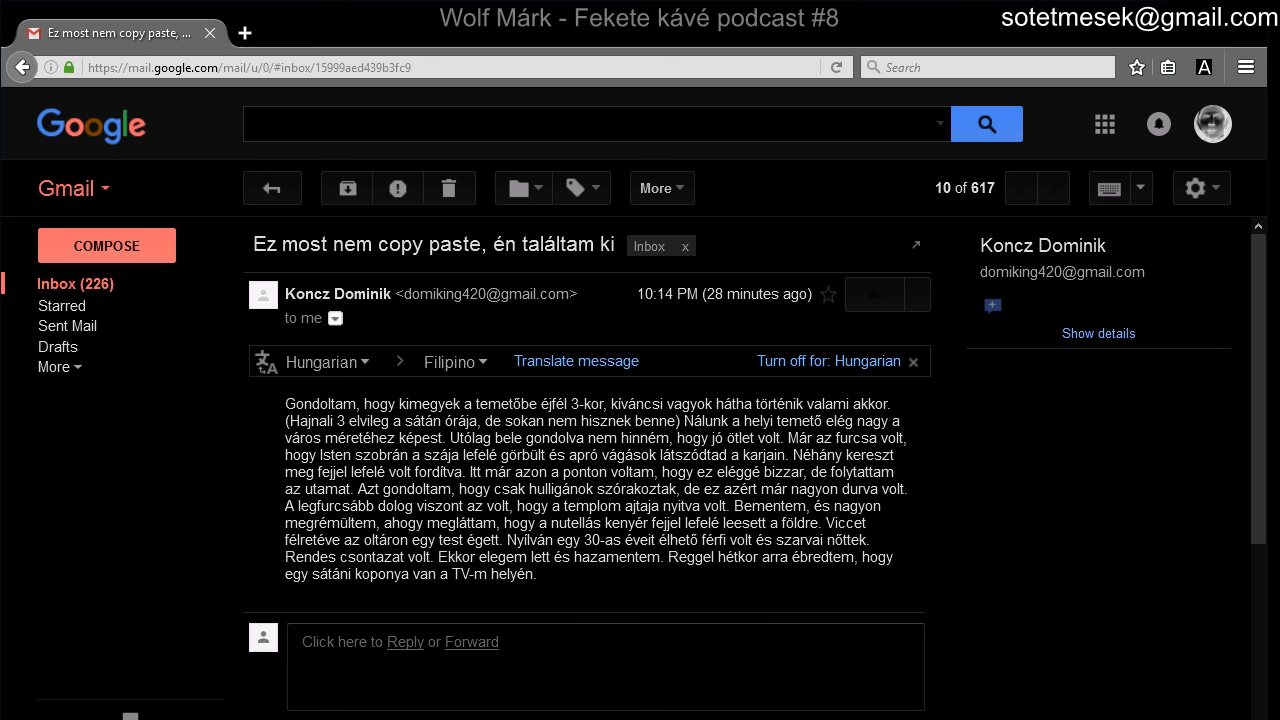 Wolf Márk - Fekete kávé podcast #8
sotetmesek@gmail.com
Ez most nem copy paste, ...
https://mail.google.com/mail/u/0/#inbox/15999aed439b3fc9
Search
A
Google
Gmail
More
10 of 617
COMPOSE
Inbox (226)
Starred
Sent Mail
Drafts
More
Ez most nem copy paste, én találtam ki
Inbox x
Koncz Dominik <domiking420@gmail.com>
10:14 PM (28 minutes ago)
to me
Hungarian
Filipino
Translate message
Turn off for: Hungarian
Gondoltam, hogy kimegyek a temetőbe éjfél 3-kor, kíváncsi vagyok hátha történik valami akkor.
(Hajnali 3 elvileg a sátán órája, de sokan nem hisznek benne) Nálunk a helyi temető elég nagy a
város méretéhez képest. Utólag bele gondolva nem hinném, hogy jó ötlet volt. Már az furcsa volt,
hogy Isten szobrán a szája lefelé görbült és apró vágások látszódtad a karjain. Néhány kereszt
meg fejjel lefelé volt fordítva. Itt már azon a ponton voltam, hogy ez eléggé bizzar, de folytattam
az utamat. Azt gondoltam, hogy csak hulligánok szórakoztak, de ez azért már nagyon durva volt.
A legfurcsább dolog viszont az volt, hogy a templom ajtaja nyitva volt. Bementem, és nagyon
megrémültem, ahogy megláttam, hogy a nutellás kenyér fejjel lefelé leesett a földre. Viccet
félretéve az oltáron egy test égett. Nyílván egy 30-as éveit élhető férfi volt és szarvai nőttek.
Rendes csontazat volt. Ekkor elegem lett és hazamentem. Reggel hétkor arra ébredtem, hogy
egy sátáni koponya van a TV-m helyén.
Click here to Reply or Forward
Koncz Dominik
domiking420@gmail.com
Show details